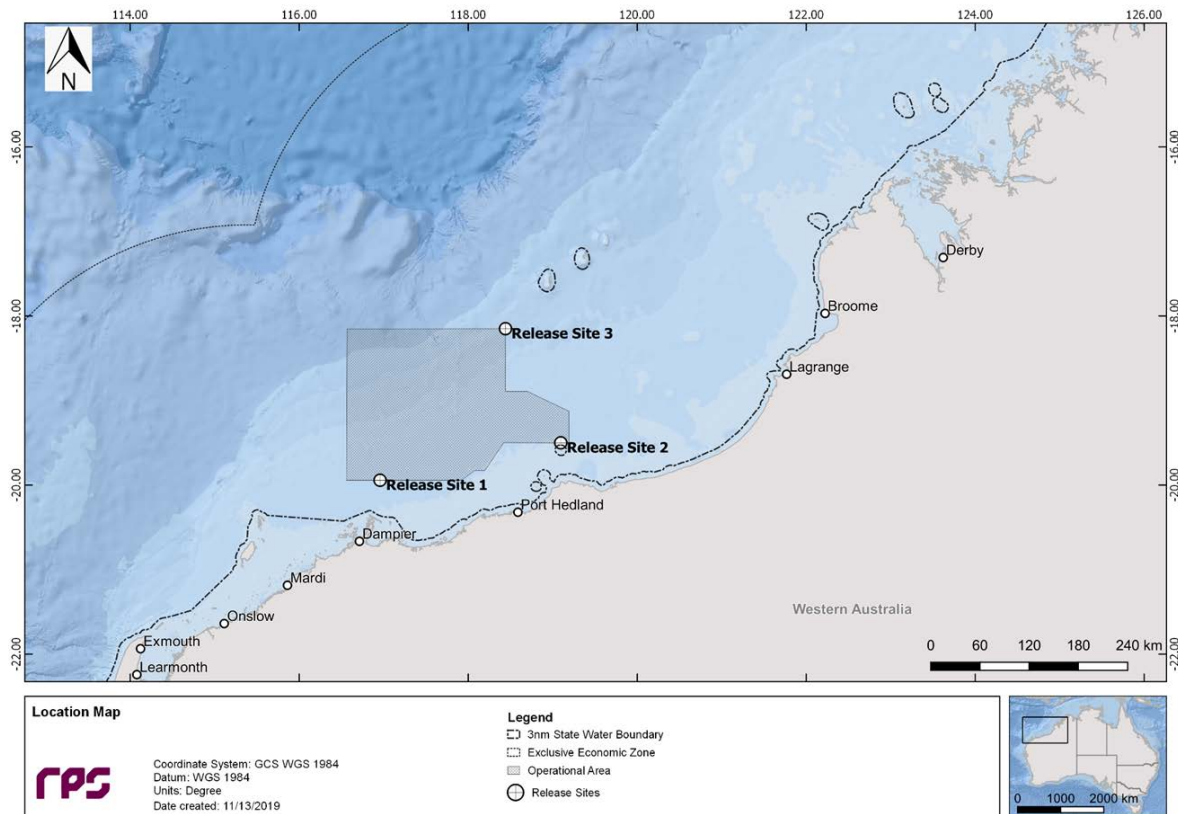 114.00 116.00 118.00 120.00 122.00 124.00 126.00
N
-16.00 -16.00
Derby
-18.00 Broome -18.00
Release Site 3
Lagrange
Release Site 2
-20.00 Release Site 1 -20.00
Port Hedland
Dampier
Mardi
Western Australia
Onslow
Exmouth
-22.00 -22.00
0 60 120 180 240 km
Learmonth
Location Map
rps
Coordinate System: GCS WGS 1984
Datum: WGS 1984
Units: Degree
Date created: 11/13/2019
Legend
3nm State Water Boundary
Exclusive Economic Zone
Operational Area
Release Sites
0 1000 2000 km